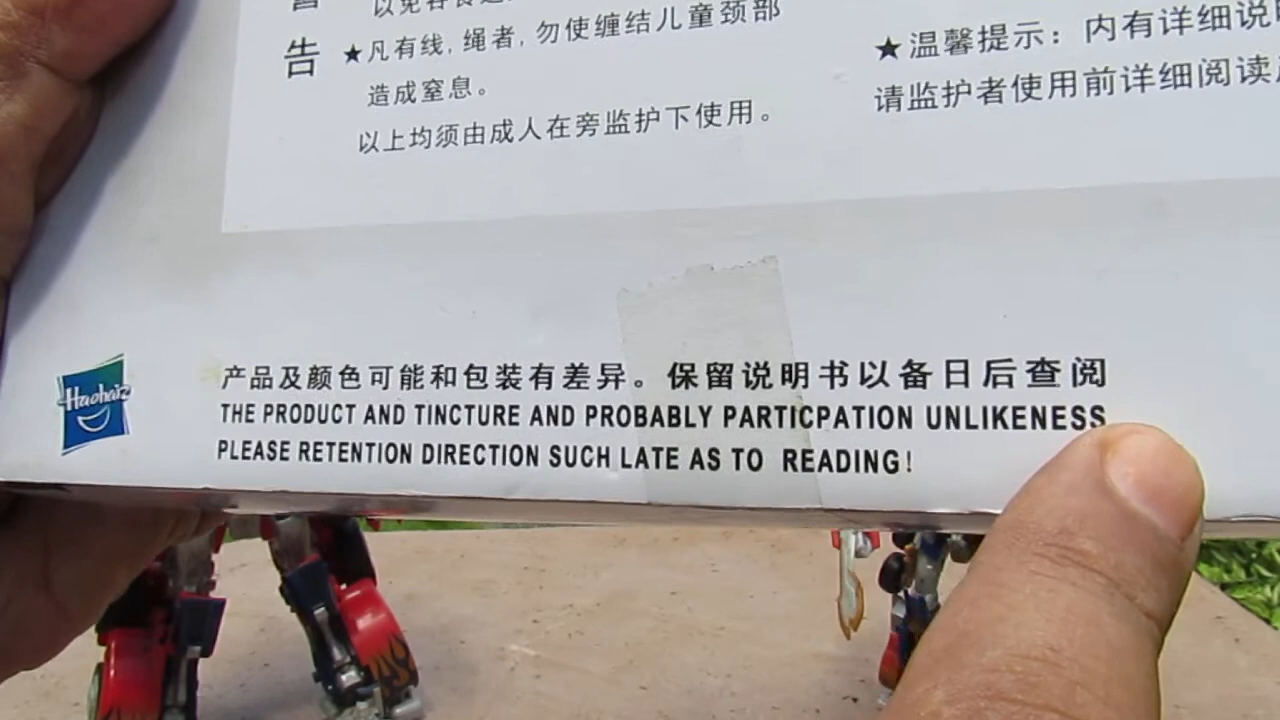 告
★凡有线, 绳者, 勿使缠结儿童颈部
造成窒息。
以上均须由成人在旁监护下使用。
★温馨提示：内有详细说
请监护者使用前详细阅读
Haohaiz
产品及颜色可能和包装有差异。保留说明书以备日后查阅
THE PRODUCT AND TINCTURE AND PROBABLY PARTICPATION UNLIKENESS
PLEASE RETENTION DIRECTION SUCH LATE AS TO READING!